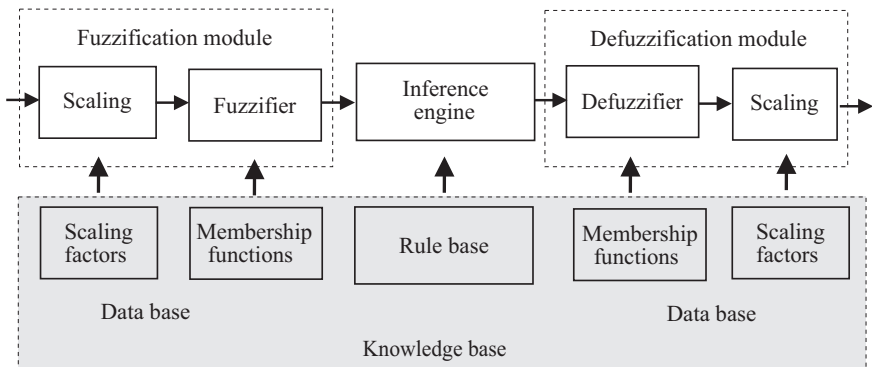 Fuzzification module
Defuzzification module
Scaling
Fuzzifier
Inference
engine
Defuzzifier
Scaling
Scaling
factors
Membership
functions
Rule base
Membership
functions
Scaling
factors
Data base
Data base
Knowledge base